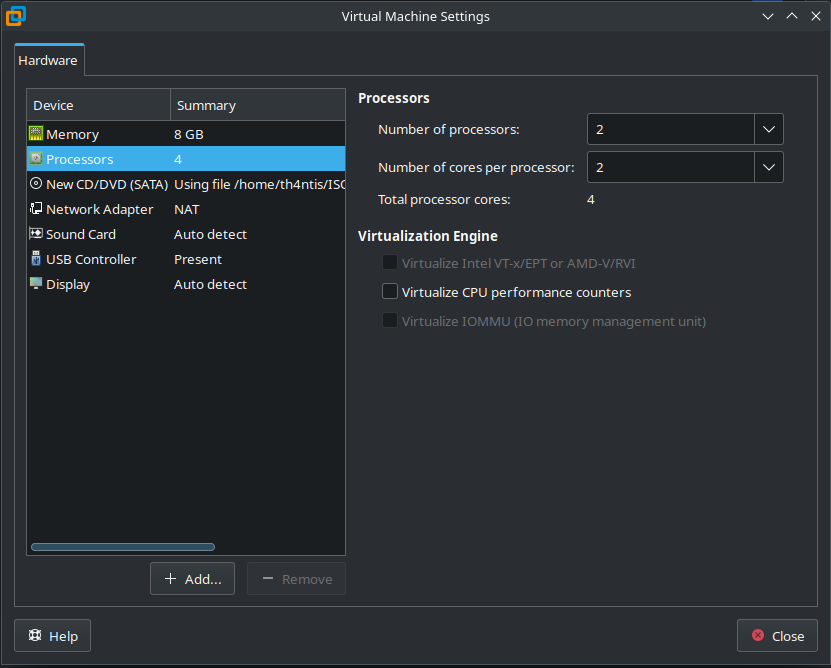 Virtual Machine Settings
Hardware
Device Summary
Memory 8 GB
Processors 4
New CD/DVD (SATA) Using file /home/th4ntis/ISO
Network Adapter NAT
Sound Card Auto detect
USB Controller Present
Display Auto detect
Add...
Remove
Processors
Number of processors: 2
Number of cores per processor: 2
Total processor cores: 4
Virtualization Engine
Virtualize Intel VT-x/EPT or AMD-V/RVI
Virtualize CPU performance counters
Virtualize IOMMU (IO memory management unit)
Help
Close